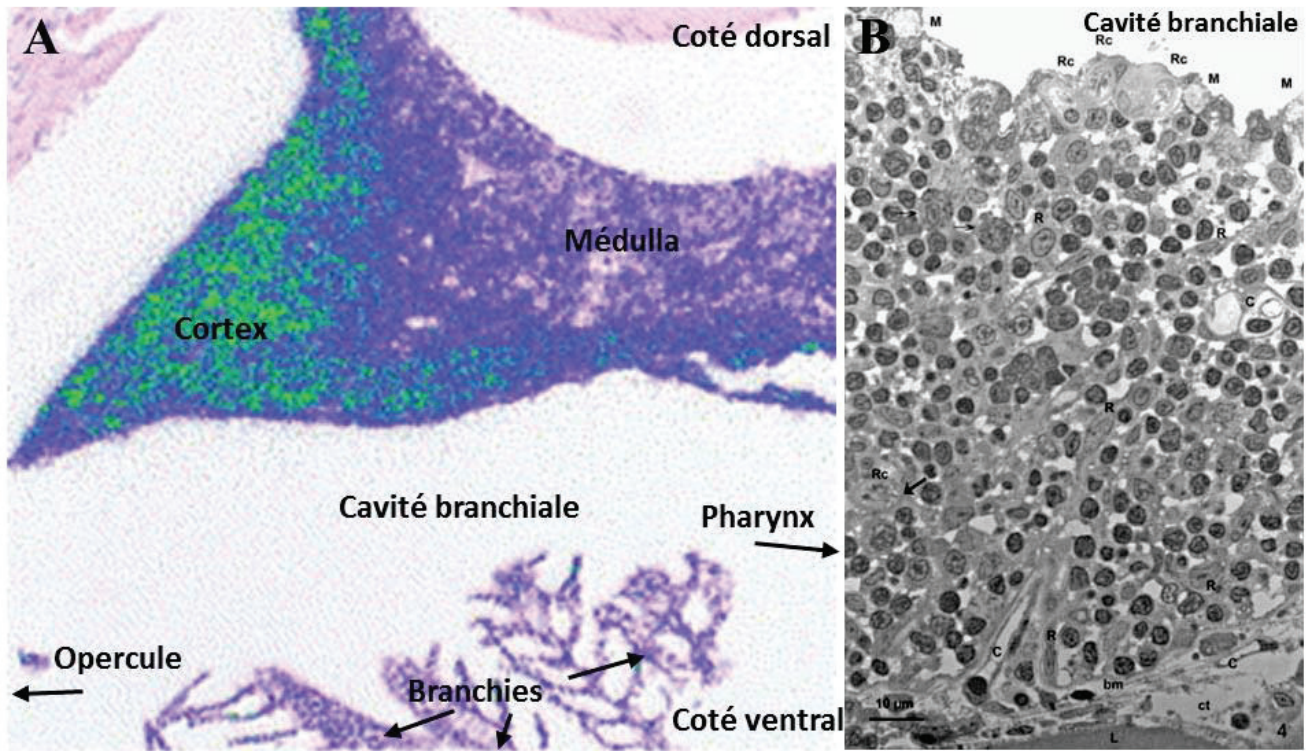 A
Coté dorsal
Médulla
Cortex
Cavité branchiale
Pharynx
Opercule
Branchies
Coté ventral
B
Cavité branchiale
M
Rc
Rc
Rc
M
M
R
R
C
R
Rc
R
R
C
C
bm
10 µm
ct
L
4